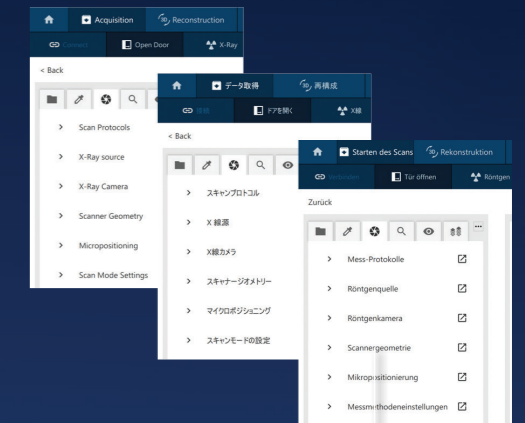 Acquisition
Reconstruction
Connect
Open Door
X-Ray
< Back
Scan Protocols
X-Ray source
X-Ray Camera
Scanner Geometry
Micropositioning
Scan Mode Settings
データ取得
再構成
接続
ドアを開く
X線
< Back
スキャンプロトコル
X 線源
X線カメラ
スキャナージオメトリー
マイクロポジショニング
スキャンモードの設定
Starten des Scans
Rekonstruktion
Verbinden
Tür öffnen
Röntgen
Zurück
Mess-Protokolle
Röntgenquelle
Röntgenkamera
Scannergeometrie
Mikropositionierung
Messmethodeneinstellungen